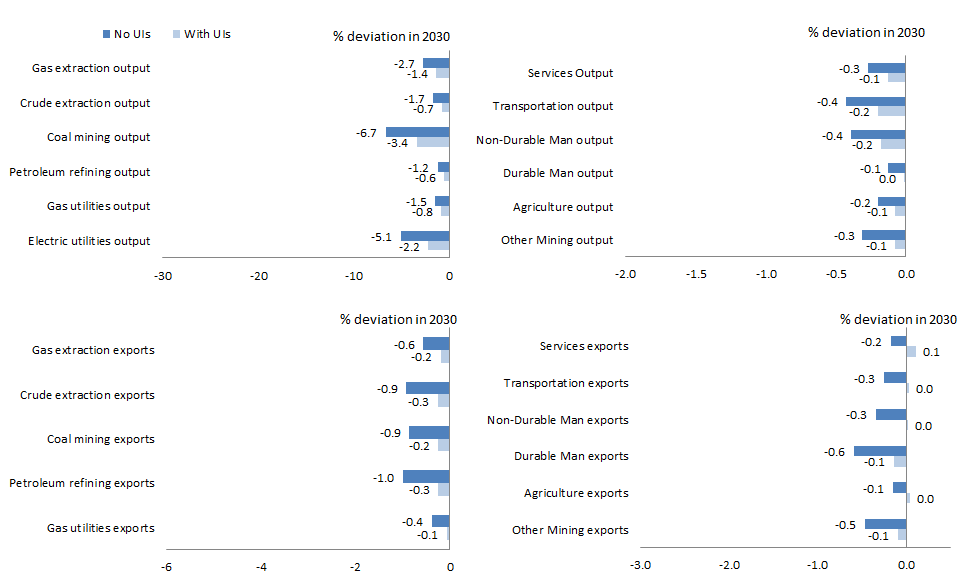 No UIs With UIs
% deviation in 2030
Gas extraction output -2.7 -1.4
Crude extraction output -1.7 -0.7
Coal mining output -6.7 -3.4
Petroleum refining output -1.2 -0.6
Gas utilities output -1.5 -0.8
Electric utilities output -5.1 -2.2
-30 -20 -10 0
% deviation in 2030
Services Output -0.3 -0.1
Transportation output -0.4 -0.2
Non-Durable Man output -0.4 -0.2
Durable Man output -0.1 0.0
Agriculture output -0.2 -0.1
Other Mining output -0.3 -0.1
-2.0 -1.5 -1.0 -0.5 0.0
% deviation in 2030
Gas extraction exports -0.6 -0.2
Crude extraction exports -0.9 -0.3
Coal mining exports -0.9 -0.2
Petroleum refining exports -1.0 -0.3
Gas utilities exports -0.4 -0.1
-6 -4 -2 0
% deviation in 2030
Services exports -0.2 0.1
Transportation exports -0.3 0.0
Non-Durable Man exports -0.3 0.0
Durable Man exports -0.6 -0.1
Agriculture exports -0.1 0.0
Other Mining exports -0.5 -0.1
-3.0 -2.0 -1.0 0.0